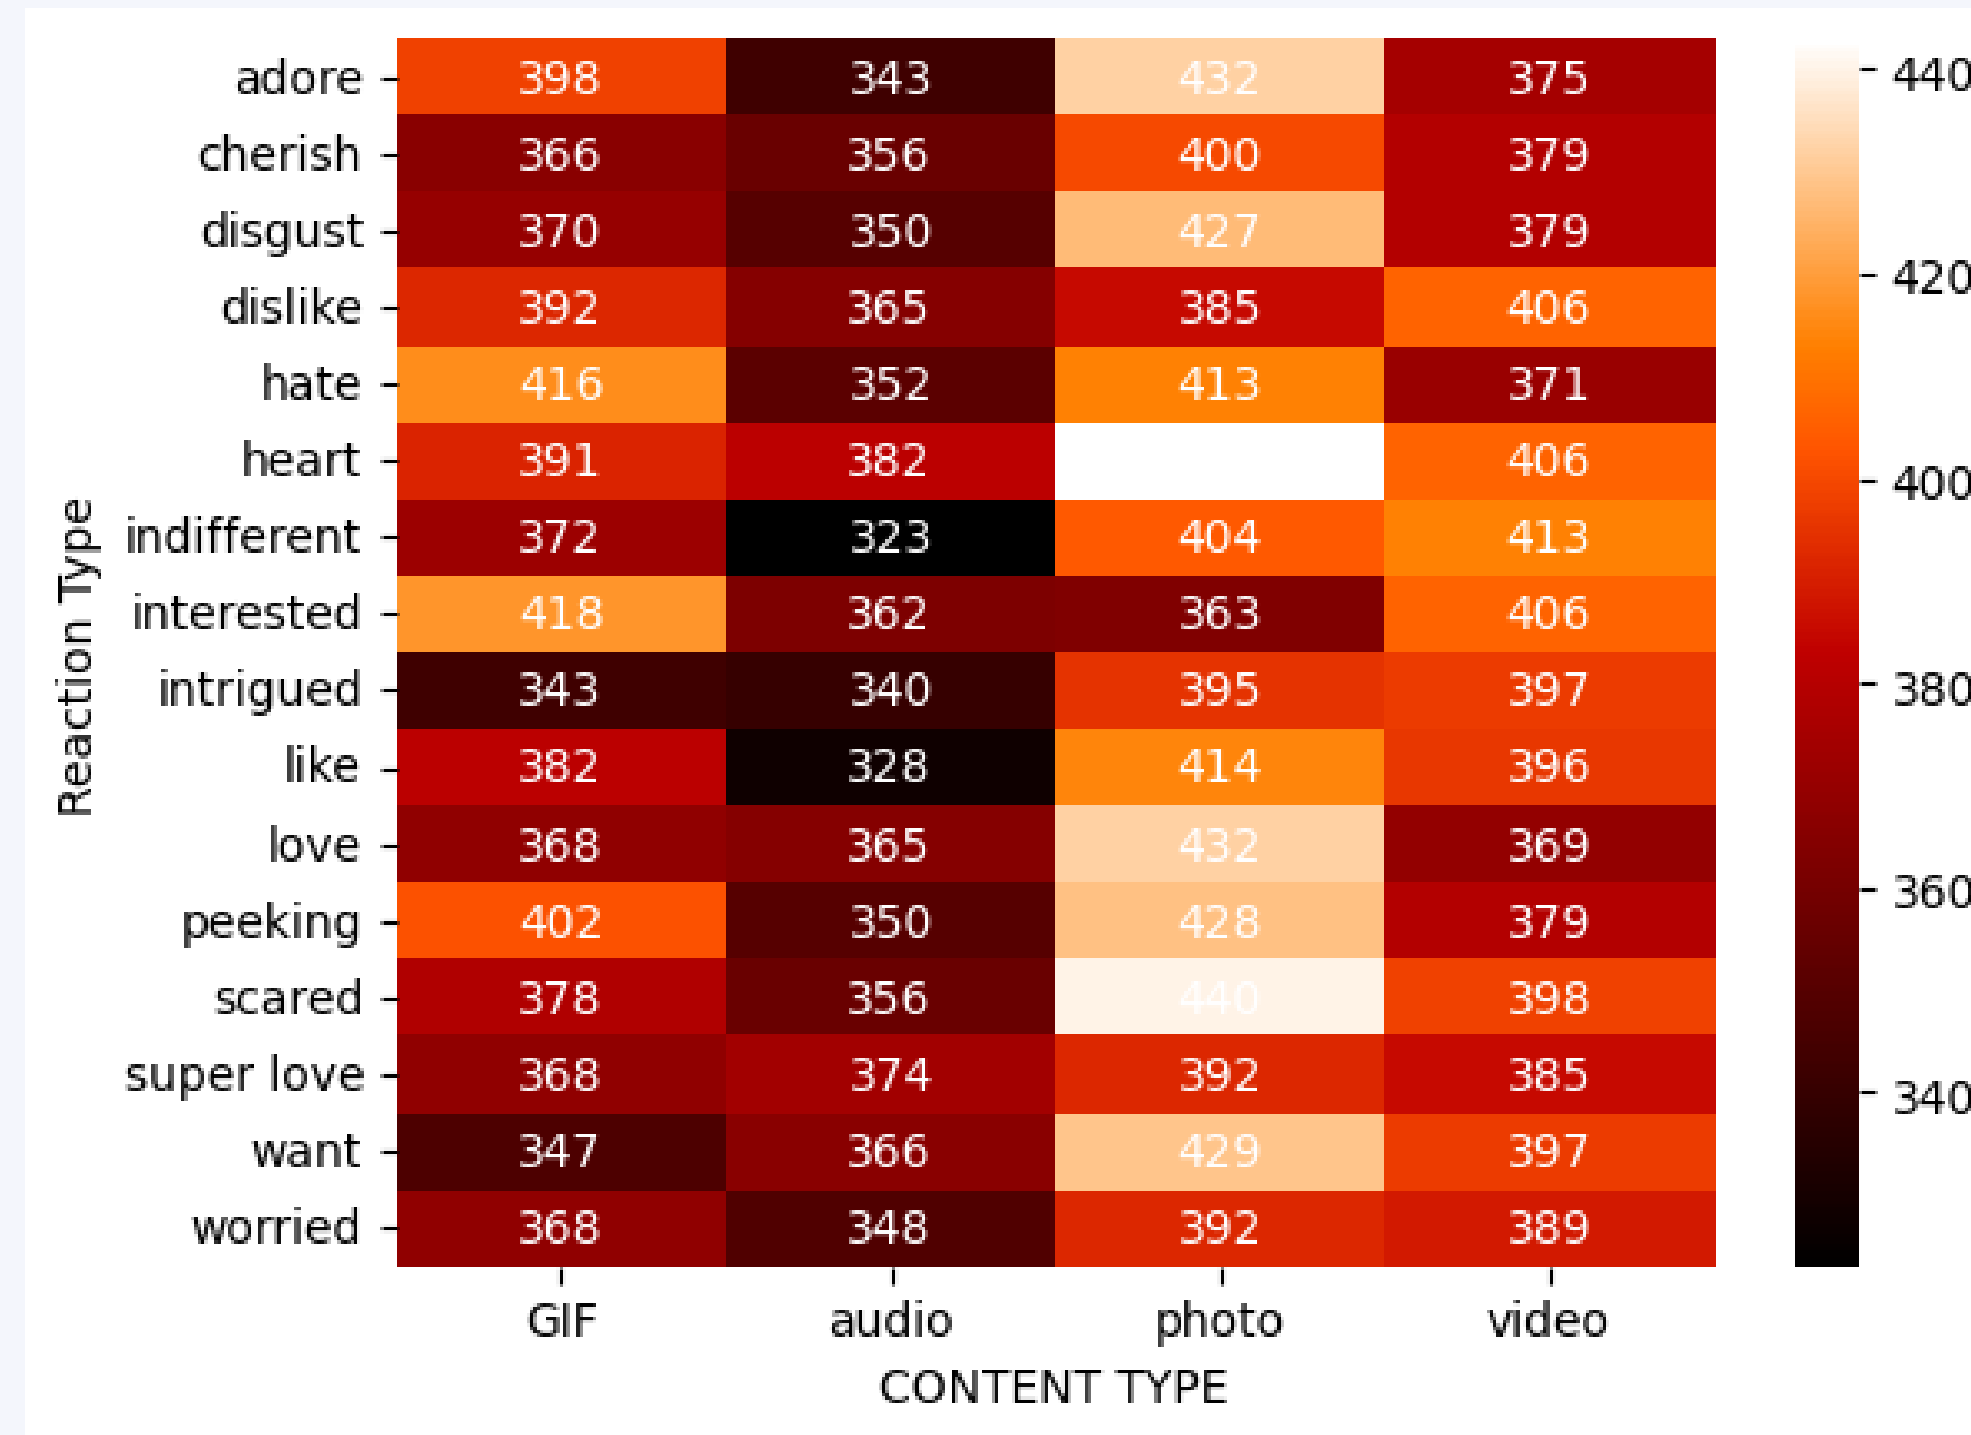 adore 398 343 432 375
cherish 366 356 400 379
disgust 370 350 427 379
dislike 392 365 385 406
hate 416 352 413 371
heart 391 382 406
indifferent 372 323 404 413
interested 418 362 363 406
intrigued 343 340 395 397
like 382 328 414 396
love 368 365 432 369
peeking 402 350 428 379
scared 378 356 440 398
super love 368 374 392 385
want 347 366 429 397
worried 368 348 392 389
GIF audio photo video
CONTENT TYPE
Reaction Type
440
420
400
380
360
340